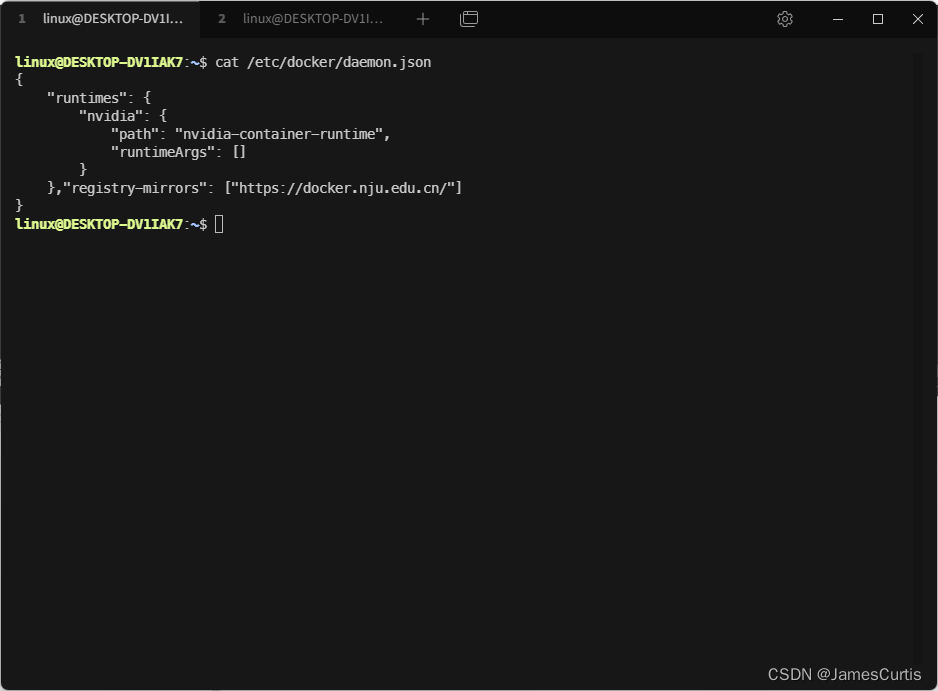 1 linux@DESKTOP-DV1I... 2 linux@DESKTOP-DV1I...
linux@DESKTOP-DV1IAK7:~$ cat /etc/docker/daemon.json
{
    "runtimes": {
        "nvidia": {
            "path": "nvidia-container-runtime",
            "runtimeArgs": []
        }
    },"registry-mirrors": ["https://docker.nju.edu.cn/"]
}
linux@DESKTOP-DV1IAK7:~$
CSDN @JamesCurtis